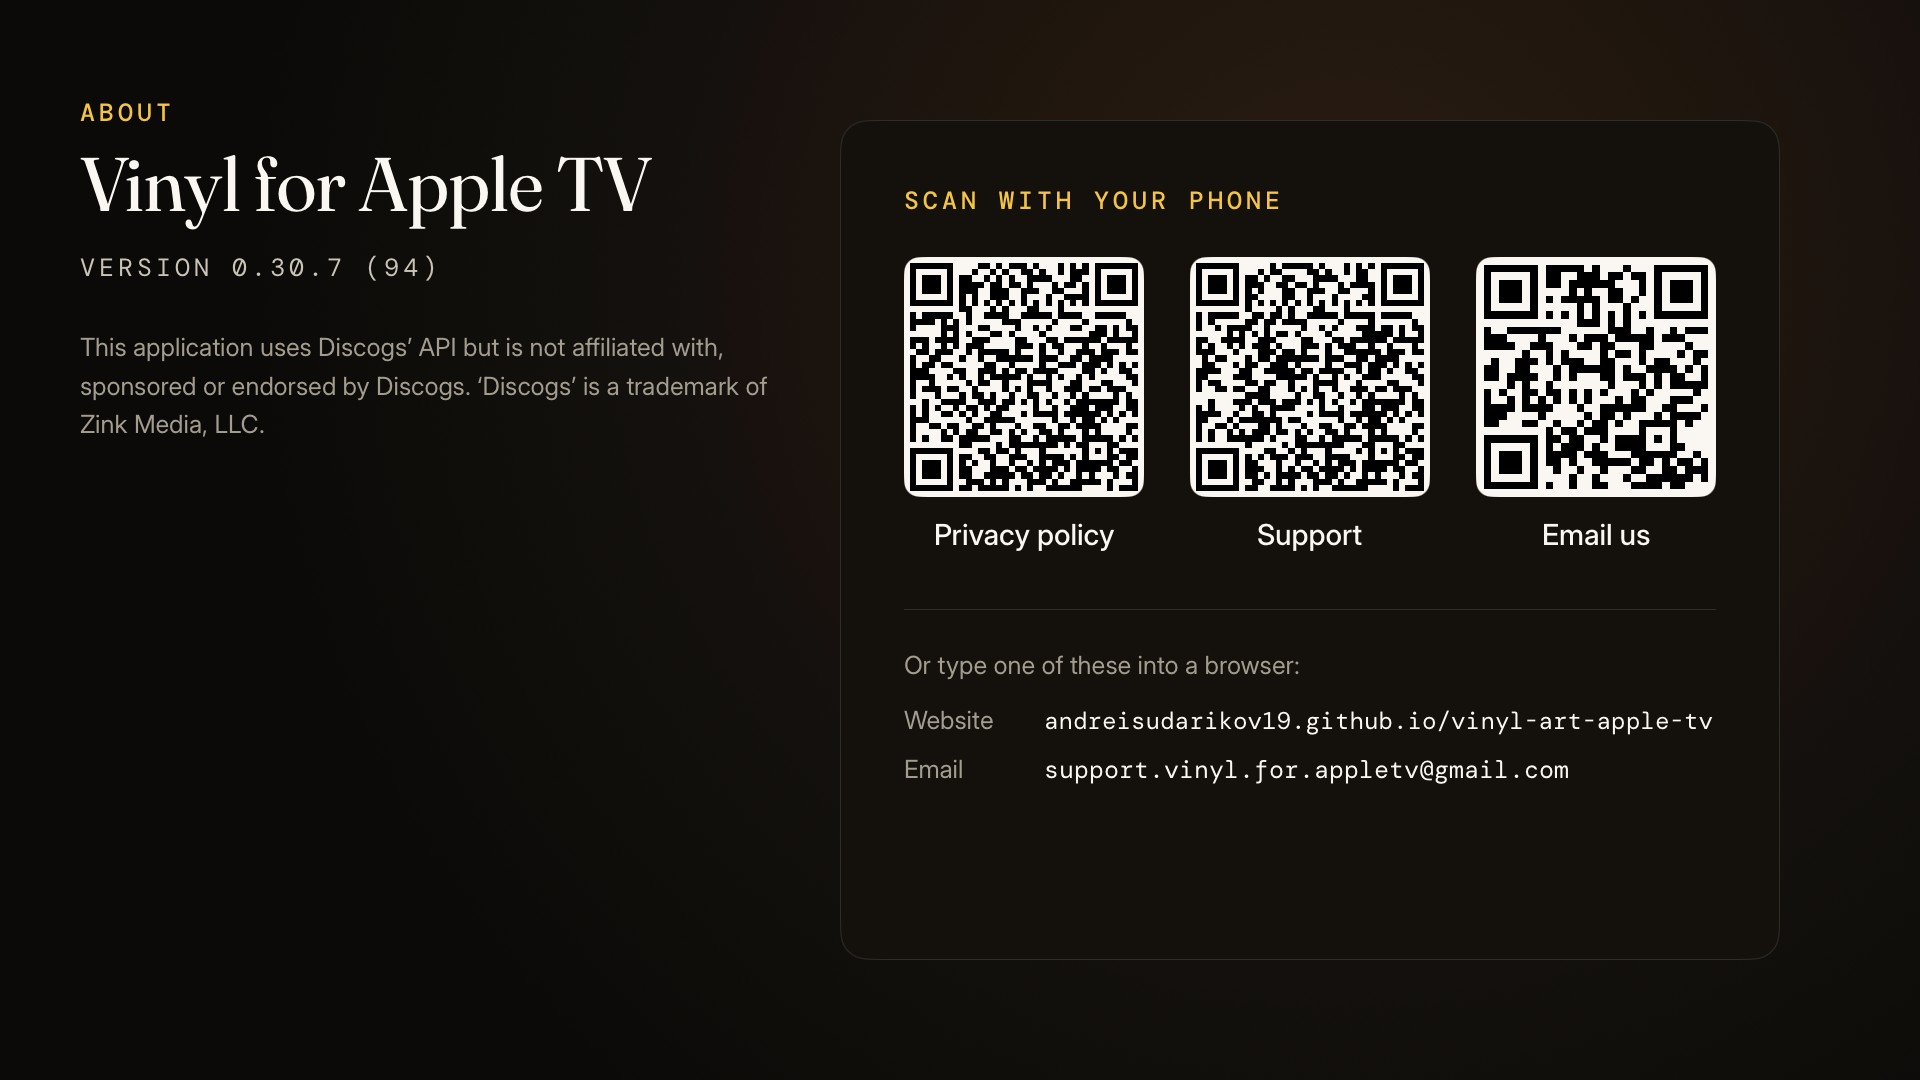 ABOUT
Vinyl for Apple TV
VERSION 0.30.7 (94)
This application uses Discogs’ API but is not affiliated with,
sponsored or endorsed by Discogs. ‘Discogs’ is a trademark of
Zink Media, LLC.
SCAN WITH YOUR PHONE
Privacy policy
Support
Email us
Or type one of these into a browser:
Website andreisudarikov19.github.io/vinyl-art-apple-tv
Email support.vinyl.for.appletv@gmail.com